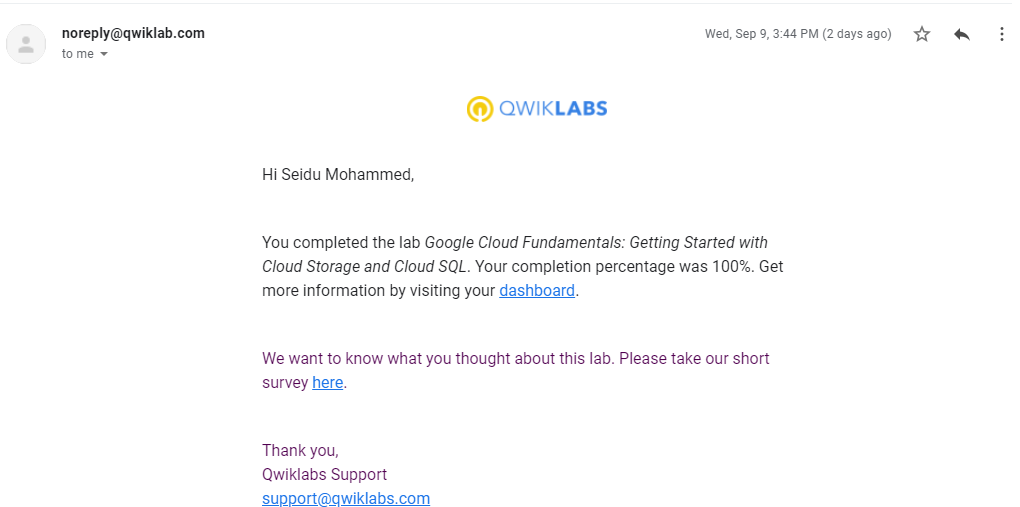 noreply@qwiklab.com
Wed, Sep 9, 3:44 PM (2 days ago)
to me
QWIKLABS
Hi Seidu Mohammed,
You completed the lab Google Cloud Fundamentals: Getting Started with
Cloud Storage and Cloud SQL. Your completion percentage was 100%. Get
more information by visiting your dashboard.
We want to know what you thought about this lab. Please take our short
survey here.
Thank you,
Qwiklabs Support
support@qwiklabs.com